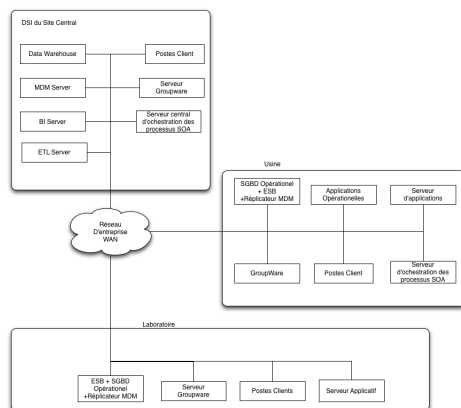 DSI du Site Central
Data Warehouse
Postes Client
MDM Server
Serveur
Groupware
BI Server
Serveur central
d'ochestration des
processus SOA
ETL Server
Usine
SGBD Opérationel
+ ESB
+Réplicateur MDM
Applications
Opérationelles
Serveur
d'applications
Réseau
D'entreprise
WAN
GroupWare
Postes Client
Serveur
d'ochestration des
processus SOA
Laboratoire
ESB + SGBD
Opérationel
+Réplicateur MDM
Serveur
Groupware
Postes Clients
Serveur Applicatif